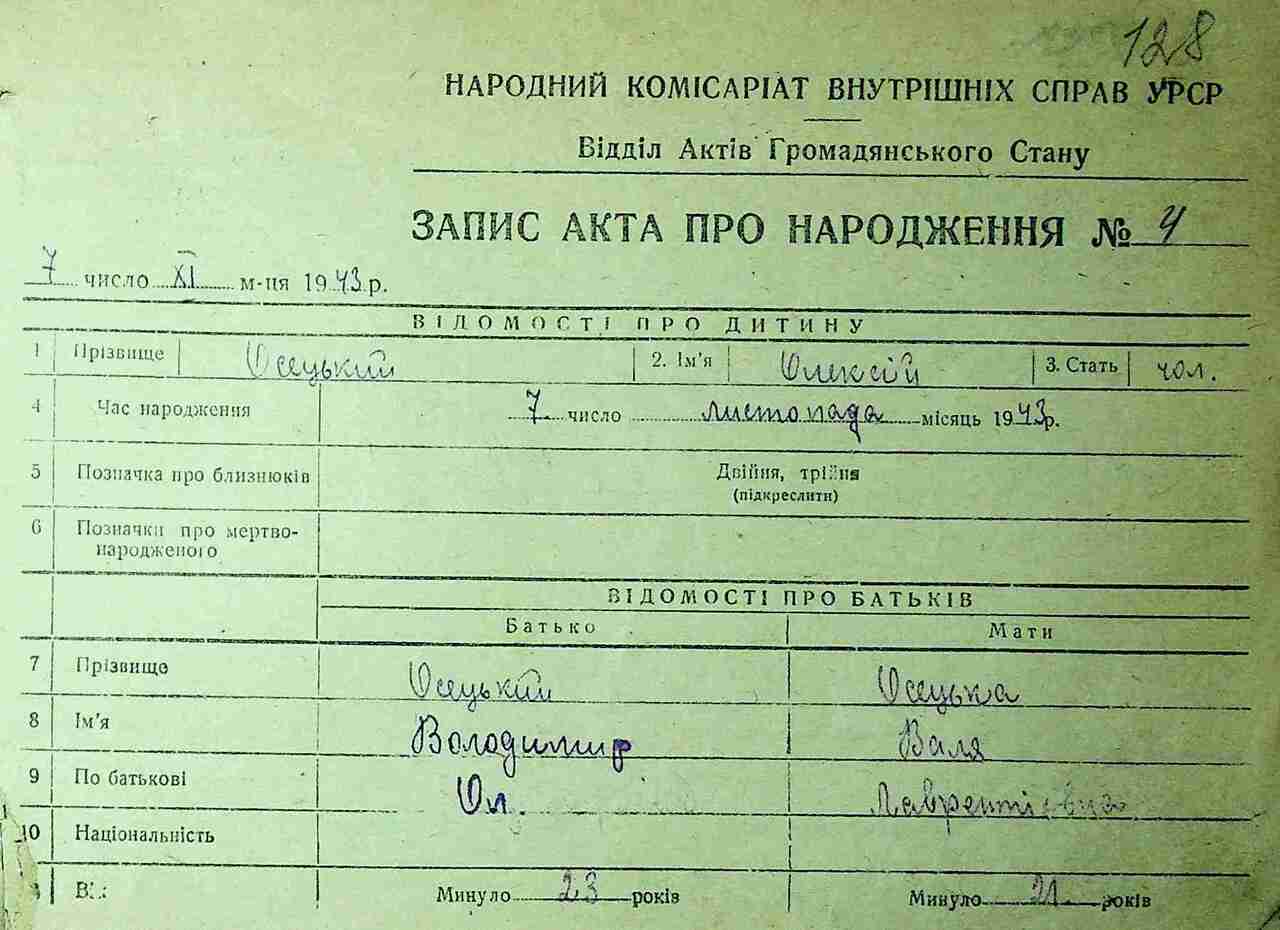 128
НАРОДНИЙ КОМІСАРІАТ ВНУТРІШНІХ СПРАВ УРСР
Відділ Актів Громадянського Стану
ЗАПИС АКТА ПРО НАРОДЖЕННЯ № 4
7 число XI м-ця 1943 р.
ВІДОМОСТІ ПРО ДИТИНУ
1 Прізвище Осецький 2. Ім'я Олексій 3. Стать чол.
4 Час народження 7 число листопада місяць 1943 р.
5 Позначка про близнюків Двійня, трійня
(підкреслити)
6 Позначки про мертво-
народженого
ВІДОМОСТІ ПРО БАТЬКІВ
Батько Мати
7 Прізвище Осецький Осецька
8 Ім'я Володимир Валя
9 По батькові Ол. Лаврентієвна
10 Національність
Минуло 23 років Минуло 21 років